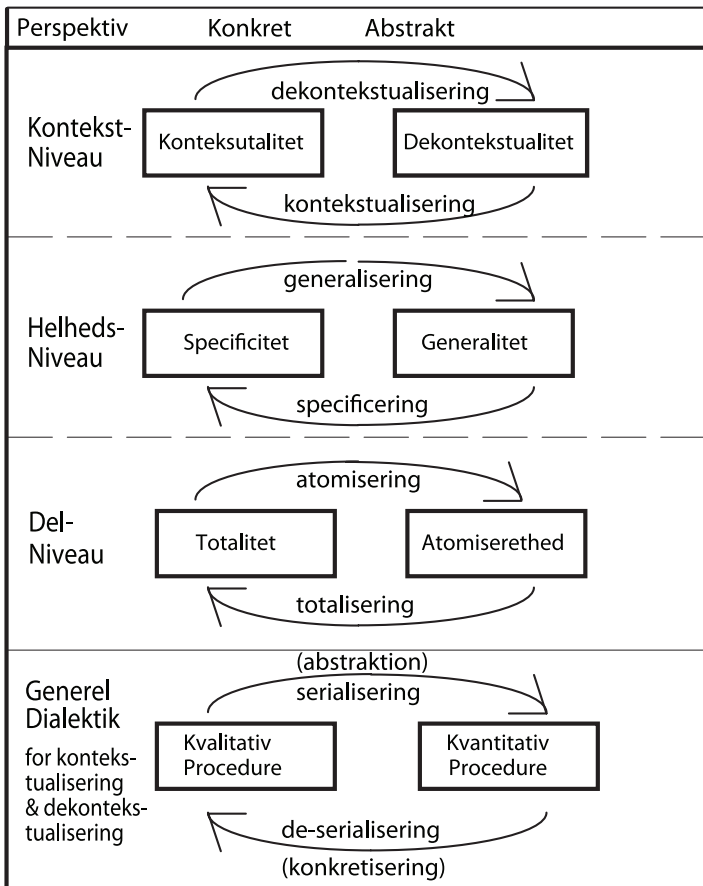 Perspektiv Konkret Abstrakt
dekontekstualisering
Kontekst-
Niveau
Konteksutalitet Dekontekstualitet
kontekstualisering
generalisering
Helheds-
Niveau
Specificitet Generalitet
specificering
atomisering
Del-
Niveau
Totalitet Atomiserethed
totalisering
(abstraktion)
serialisering
Generel
Dialektik
for konteks-
tualisering
& dekonteks-
tualisering
Kvalitativ
Procedure
Kvantitativ
Procedure
de-serialisering
(konkretisering)